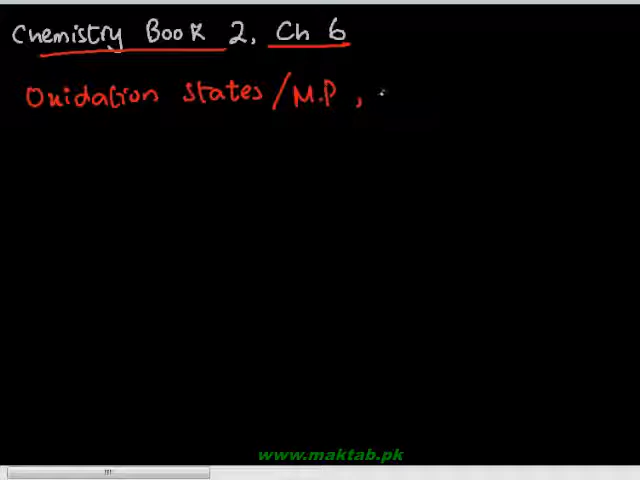 Chemistry Book 2, Ch 6
Oxidation States / M.P ,
www.maktab.pk